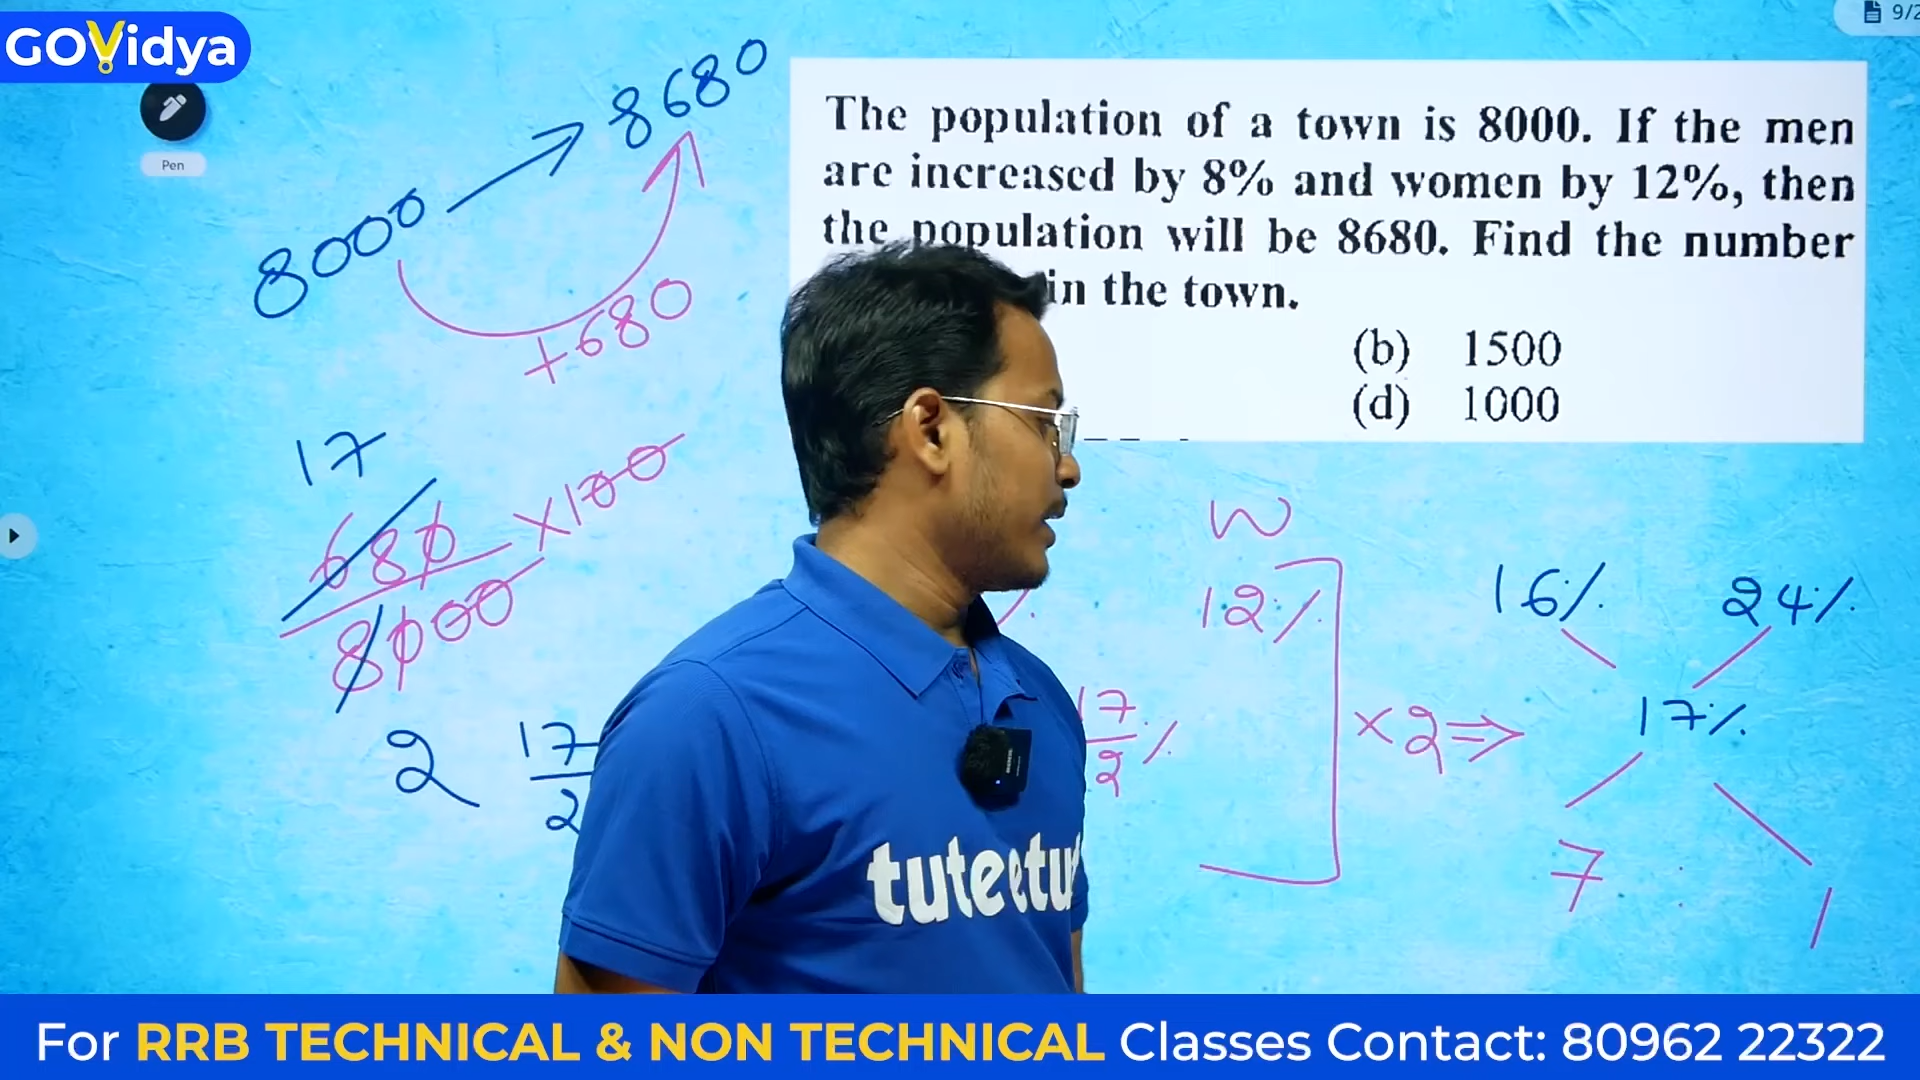 GOVidya
9/2
Pen
The population of a town is 8000. If the men
are increased by 8% and women by 12%, then
the population will be 8680. Find the number
in the town.
(b) 1500
(d) 1000
8000 → 8680
+680
17
680 ×100
8000
2
17
2
W
12%
17%
2
×2 ⇒
16% 24%
17%
7 1
tuteetu
For RRB TECHNICAL & NON TECHNICAL Classes Contact: 80962 22322